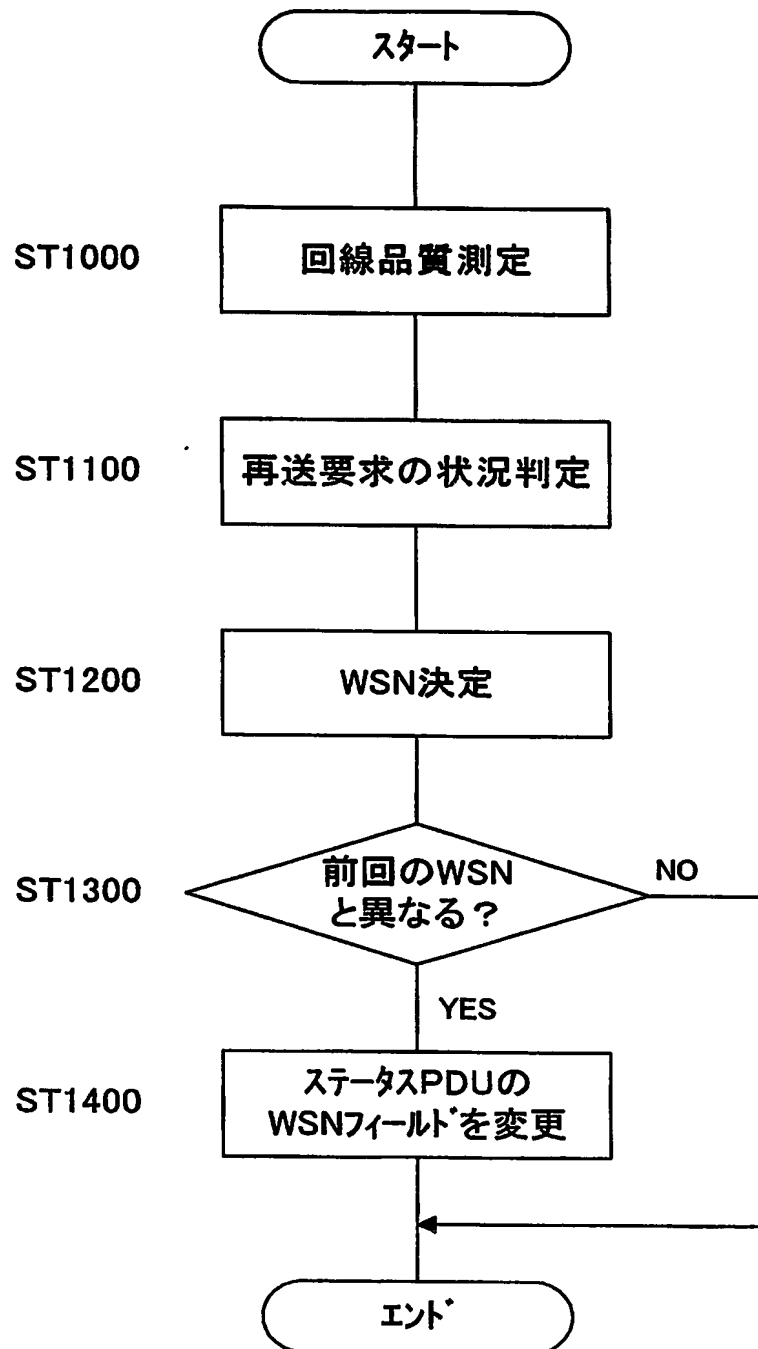 スタート
ST1000
回線品質測定
ST1100
再送要求の状況判定
ST1200
WSN決定
ST1300
前回のWSN
と異なる?
NO
YES
ST1400
ステータスPDUの
WSNフィールドを変更
エンド